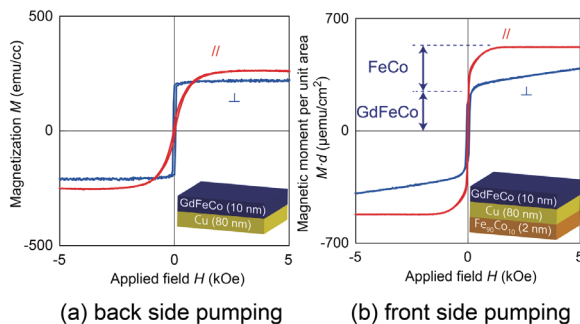 500
//
0
⊥
-500
-5
0
5
Magnetization M (emu/cc)
Applied field H (kOe)
GdFeCo (10 nm)
Cu (80 nm)
(a) back side pumping
700
//
FeCo
GdFeCo
⊥
0
-700
-5
0
5
Magnetic moment per unit area
M·d (μemu/cm²)
Applied field H (kOe)
GdFeCo (10 nm)
Cu (80 nm)
Fe₉₀Co₁₀ (2 nm)
(b) front side pumping